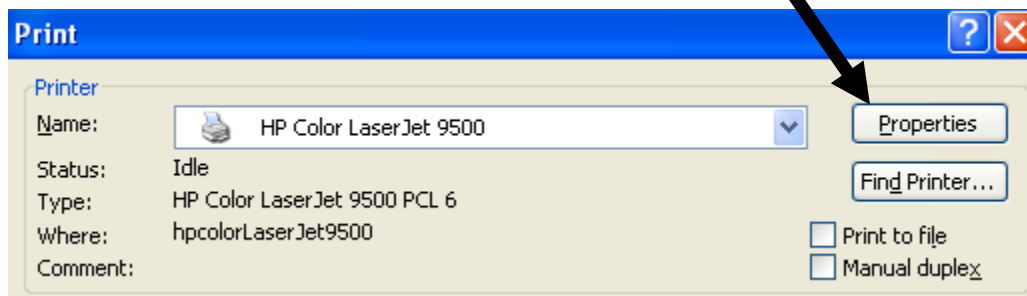 Print
Printer
Name: HP Color LaserJet 9500 Properties
Status: Idle
Find Printer...
Type: HP Color LaserJet 9500 PCL 6
Where: hpcolorLaserJet9500 Print to file
Comment: Manual duplex